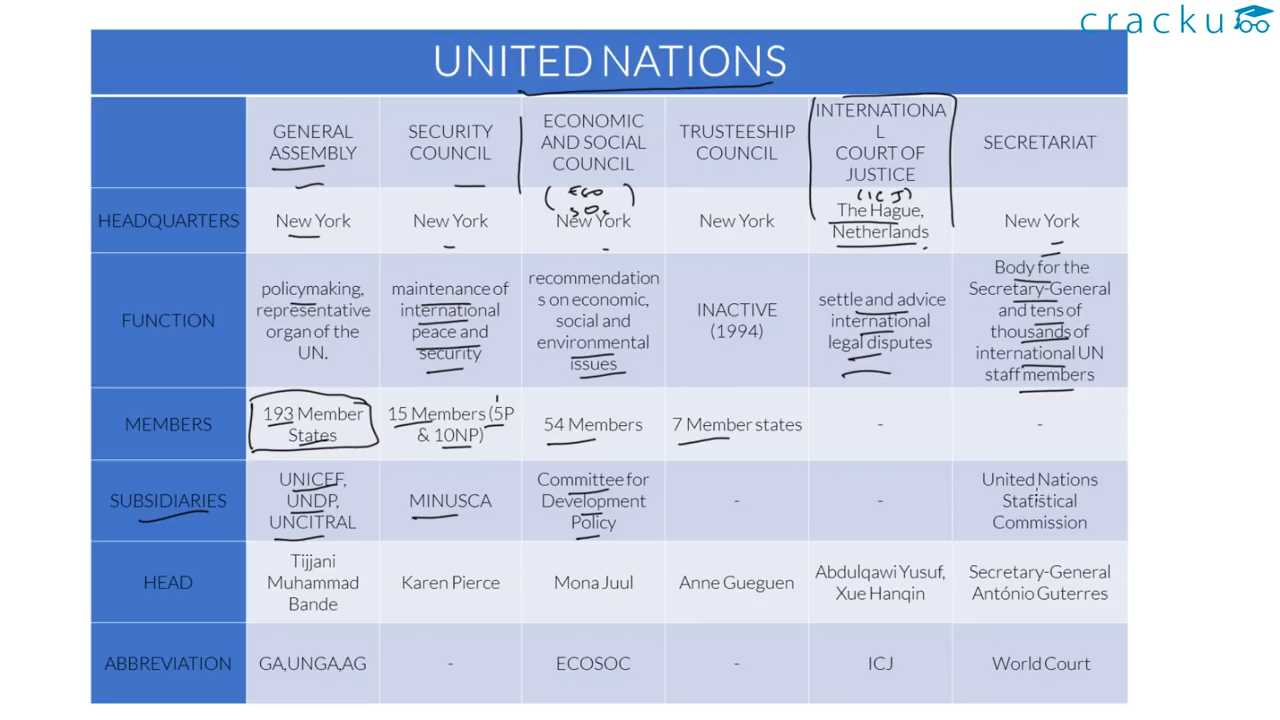 cracku
UNITED NATIONS
GENERAL
ASSEMBLY
SECURITY
COUNCIL
ECONOMIC
AND SOCIAL
COUNCIL
(ECO
SO)
TRUSTEESHIP
COUNCIL
INTERNATIONA
L
COURT OF
JUSTICE
(ICJ)
SECRETARIAT
HEADQUARTERS
New York
New York
New York
New York
The Hague,
Netherlands
New York
FUNCTION
policymaking,
representative
organ of the
UN.
maintenance of
international
peace and
security
recommendation
s on economic,
social and
environmental
issues
INACTIVE
(1994)
settle and advice
international
legal disputes
Body for the
Secretary-General
and tens of
thousands of
international UN
staff members
MEMBERS
193 Member
States
15 Members (5P
& 10NP)
54 Members
7 Member states
-
-
SUBSIDIARIES
UNICEF,
UNDP,
UNCITRAL
MINUSCA
Committee for
Development
Policy
-
-
United Nations
Statistical
Commission
HEAD
Tijjani
Muhammad
Bande
Karen Pierce
Mona Juul
Anne Gueguen
Abdulqawi Yusuf,
Xue Hanqin
Secretary-General
António Guterres
ABBREVIATION
GA,UNGA,AG
-
ECOSOC
-
ICJ
World Court